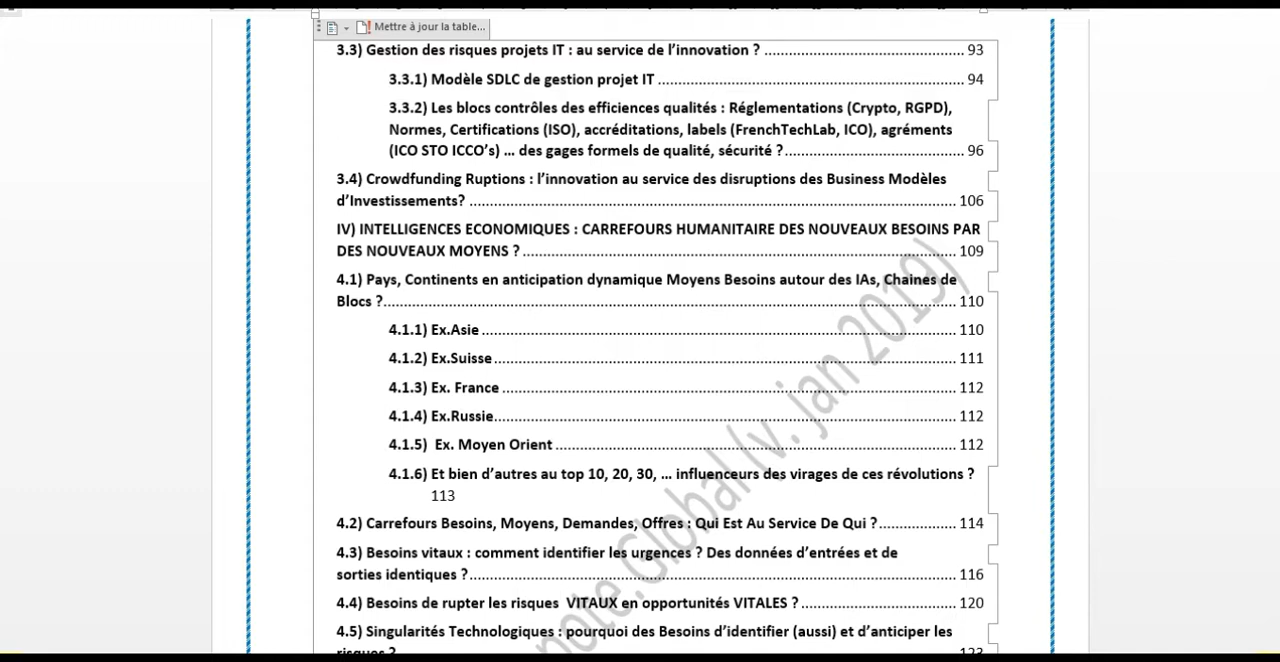 Mettre à jour la table...
3.3) Gestion des risques projets IT : au service de l’innovation ? 93
3.3.1) Modèle SDLC de gestion projet IT 94
3.3.2) Les blocs contrôles des efficiences qualités : Réglementations (Crypto, RGPD),
Normes, Certifications (ISO), accréditations, labels (FrenchTechLab, ICO), agréments
(ICO STO ICCO’s) … des gages formels de qualité, sécurité ? 96
3.4) Crowdfunding Ruptions : l’innovation au service des disruptions des Business Modèles
d’Investissements? 106
IV) INTELLIGENCES ECONOMIQUES : CARREFOURS HUMANITAIRE DES NOUVEAUX BESOINS PAR
DES NOUVEAUX MOYENS ? 109
4.1) Pays, Continents en anticipation dynamique Moyens Besoins autour des IAs, Chaines de
Blocs ? 110
4.1.1) Ex.Asie 110
4.1.2) Ex.Suisse 111
4.1.3) Ex. France 112
4.1.4) Ex.Russie 112
4.1.5) Ex. Moyen Orient 112
4.1.6) Et bien d’autres au top 10, 20, 30, … influenceurs des virages de ces révolutions ?
113
4.2) Carrefours Besoins, Moyens, Demandes, Offres : Qui Est Au Service De Qui ? 114
4.3) Besoins vitaux : comment identifier les urgences ? Des données d’entrées et de
sorties identiques ? 116
4.4) Besoins de rupter les risques VITAUX en opportunités VITALES ? 120
4.5) Singularités Technologiques : pourquoi des Besoins d’identifier (aussi) et d’anticiper les
risques ? 123
note.Global (v. jan 2019)